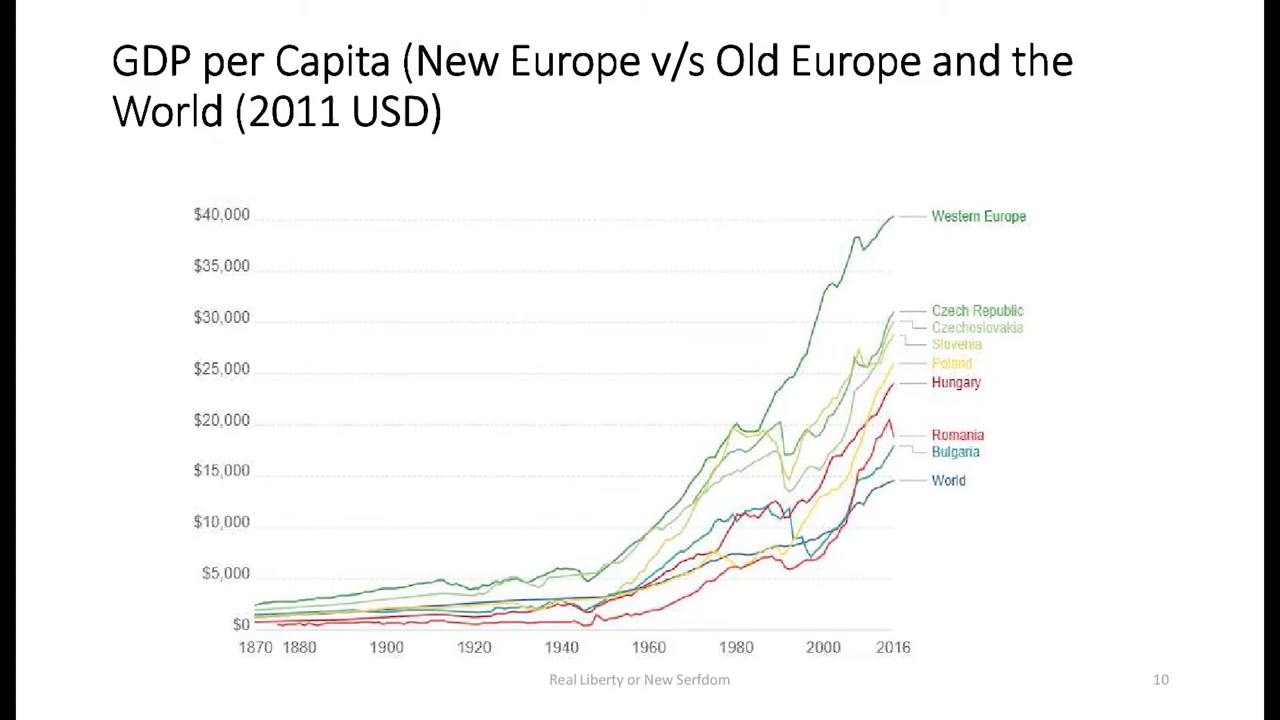 GDP per Capita (New Europe v/s Old Europe and the
World (2011 USD)
$40,000
$35,000
$30,000
$25,000
$20,000
$15,000
$10,000
$5,000
$0
1870 1880 1900 1920 1940 1960 1980 2000 2016
Western Europe
Czech Republic
Czechoslovakia
Slovenia
Poland
Hungary
Romania
Bulgaria
World
Real Liberty or New Serfdom
10